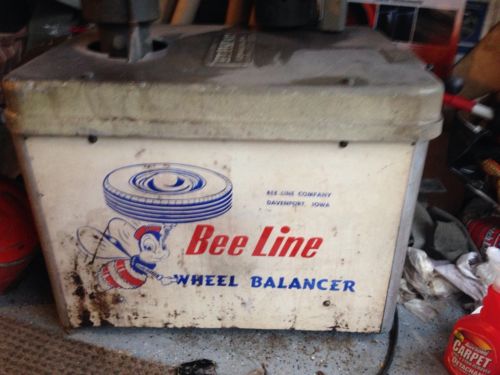 BEE LINE COMPANY
DAVENPORT, IOWA
Bee Line
WHEEL BALANCER
CARPET